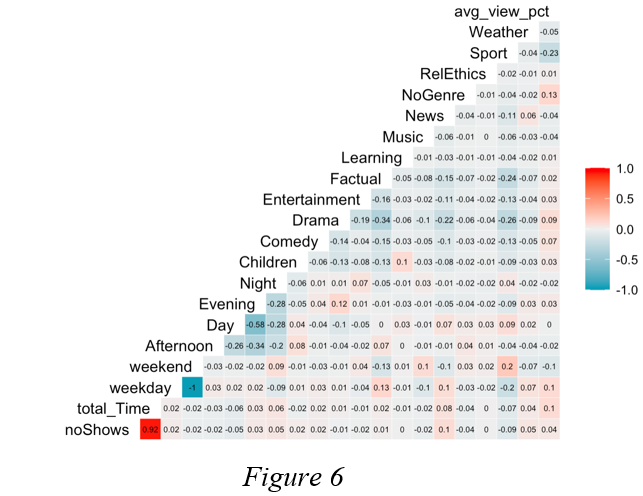 avg_view_pct
Weather -0.05
Sport -0.04 -0.23
RelEthics -0.02 -0.01 0.01
NoGenre -0.01 -0.04 -0.02 0.13
News -0.04 -0.01 -0.11 0.06 -0.04
Music -0.06 -0.01 0 -0.06 -0.03 -0.04
Learning -0.01 -0.03 -0.01 -0.01 -0.04 -0.02 0.01
Factual -0.05 -0.08 -0.15 -0.07 -0.02 -0.24 -0.07 0.02
Entertainment -0.16 -0.03 -0.02 -0.11 -0.04 -0.02 -0.13 -0.04 0.03
Drama -0.19 -0.34 -0.06 -0.1 -0.22 -0.06 -0.04 -0.26 -0.09 0.09
Comedy -0.14 -0.04 -0.15 -0.03 -0.05 -0.1 -0.03 -0.02 -0.13 -0.05 0.07
Children -0.06 -0.13 -0.08 -0.13 0.1 -0.03 -0.08 -0.02 -0.01 -0.09 -0.03 0.03
Night -0.06 0.01 0.01 0.07 -0.05 -0.01 0.03 -0.01 -0.02 -0.02 0.04 -0.02 -0.02
Evening -0.28 -0.05 0.04 0.12 0.01 -0.01 -0.03 -0.01 -0.05 -0.04 -0.02 -0.09 0.03 0.03
Day -0.58 -0.28 0.04 -0.04 -0.1 -0.05 0 0.03 -0.01 0.07 0.03 0.03 0.09 0.02 0
Afternoon -0.26 -0.34 -0.2 0.08 -0.01 -0.04 -0.02 0.07 0 -0.02 -0.04 0.01 -0.04 -0.04 -0.04 -0.02
weekend -0.03 -0.02 -0.02 0.09 -0.01 -0.03 -0.01 0.04 -0.13 0.01 0.1 -0.1 0.03 0.02 0.2 -0.07 -0.1
weekday -1 0.03 0.02 0.02 -0.09 0.01 0.03 0.01 -0.04 0.13 -0.01 -0.1 0.1 -0.03 -0.02 -0.2 0.07 0.1
total_Time 0.02 -0.02 -0.03 -0.06 0.03 0.06 0.02 0.02 0.01 -0.01 0.01 -0.02 -0.02 0.08 -0.04 0 -0.07 0.04 0.1
noShows 0.92 0.02 -0.02 -0.02 -0.05 0.03 0.05 0.02 0.02 -0.01 -0.02 0.01 0 -0.02 0.1 -0.04 0 -0.09 0.05 0.04
1.0
0.5
0.0
-0.5
-1.0
Figure 6